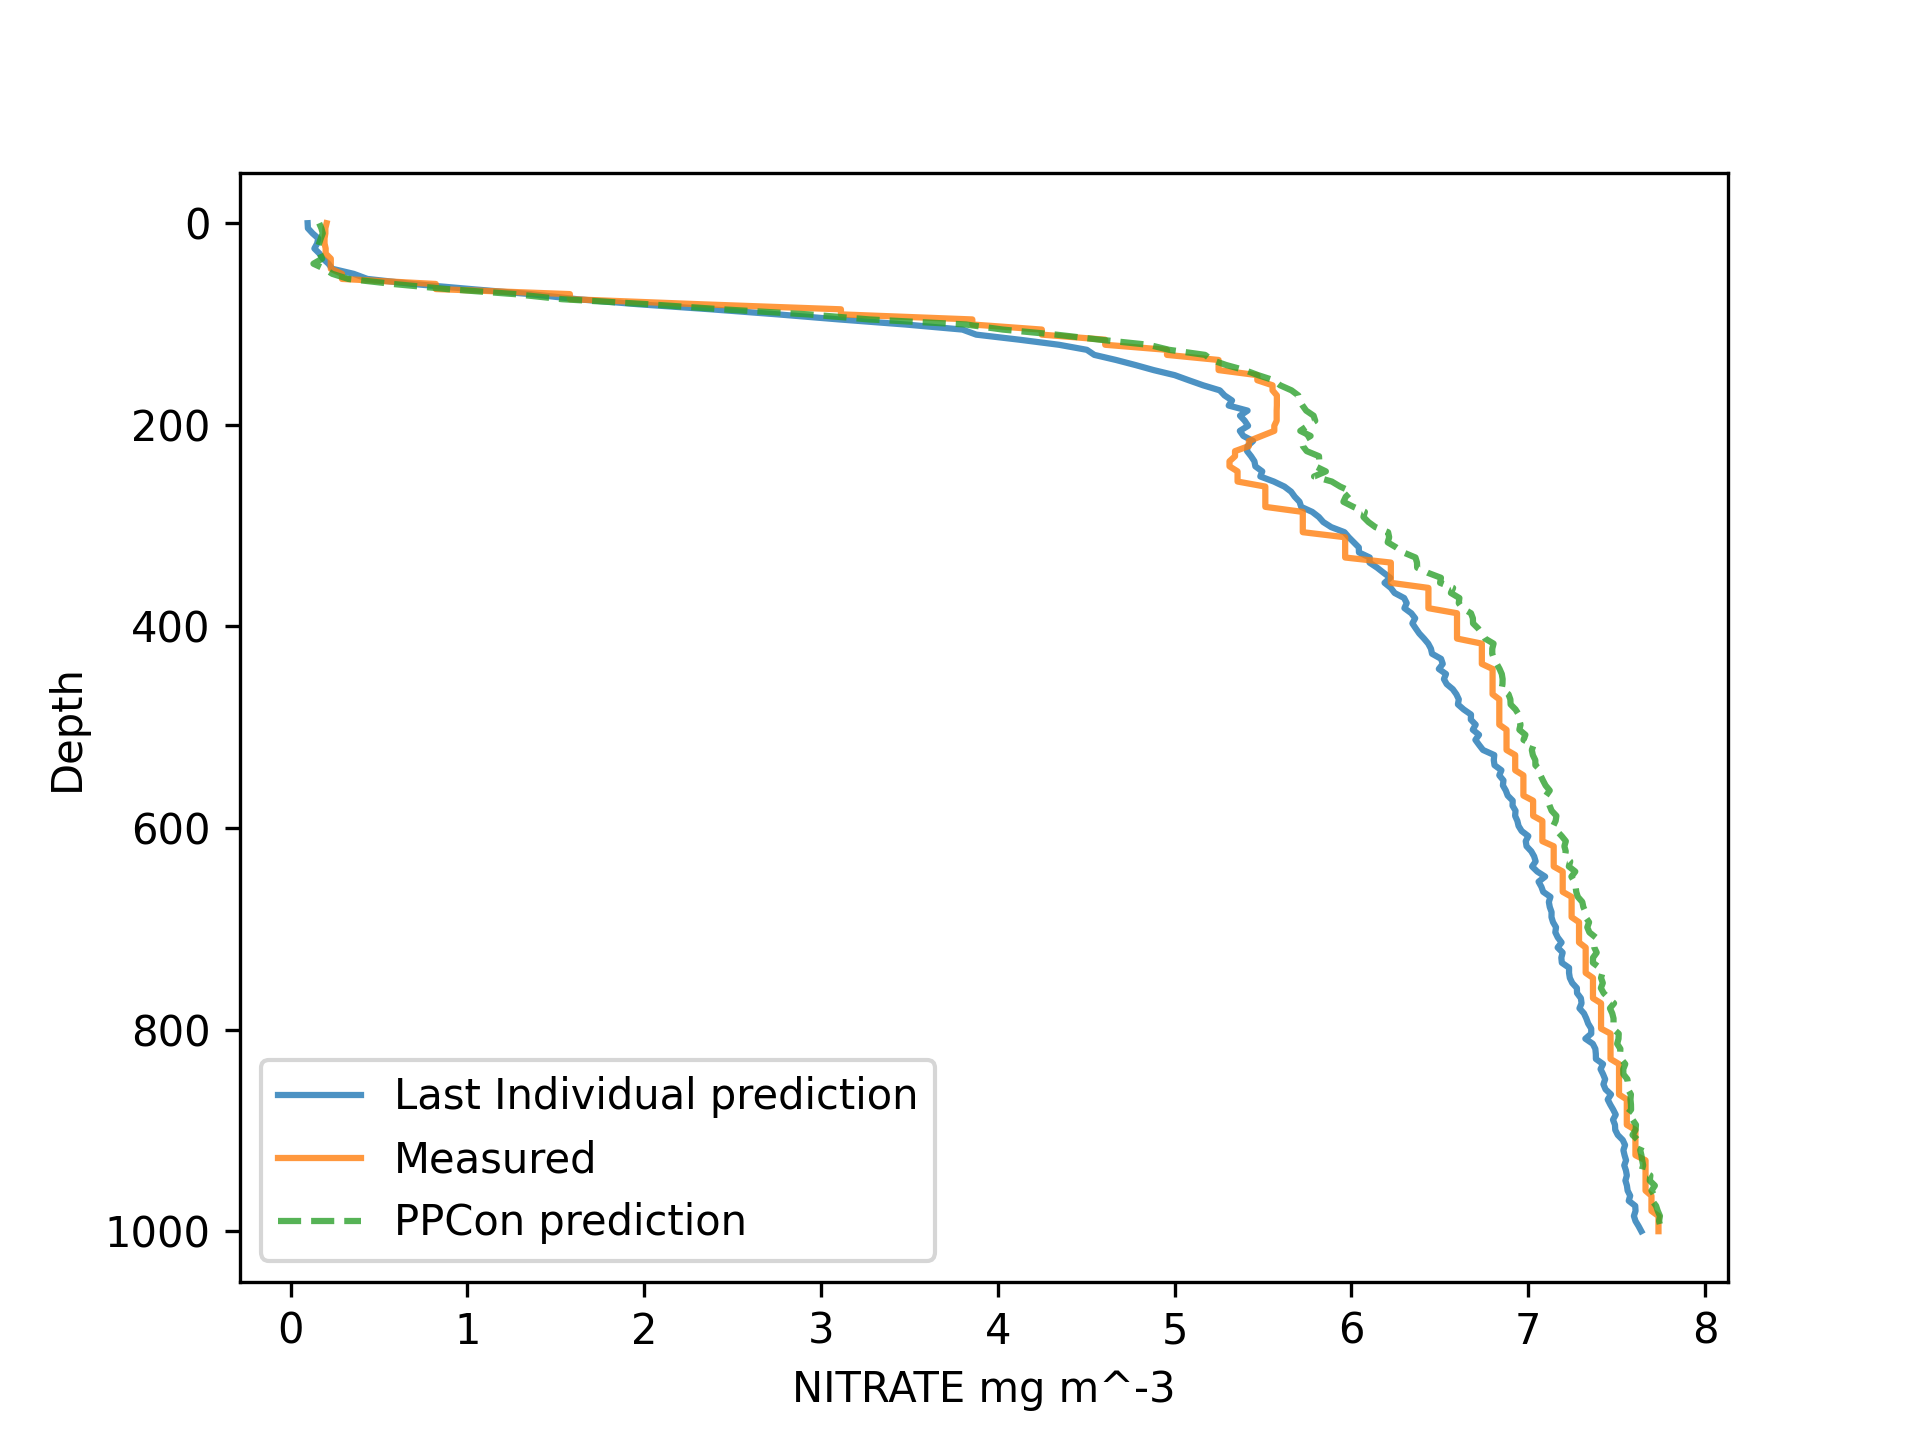 0
200
400
600
800
1000
Depth
Last Individual prediction
Measured
PPCon prediction
0 1 2 3 4 5 6 7 8
NITRATE mg m^-3